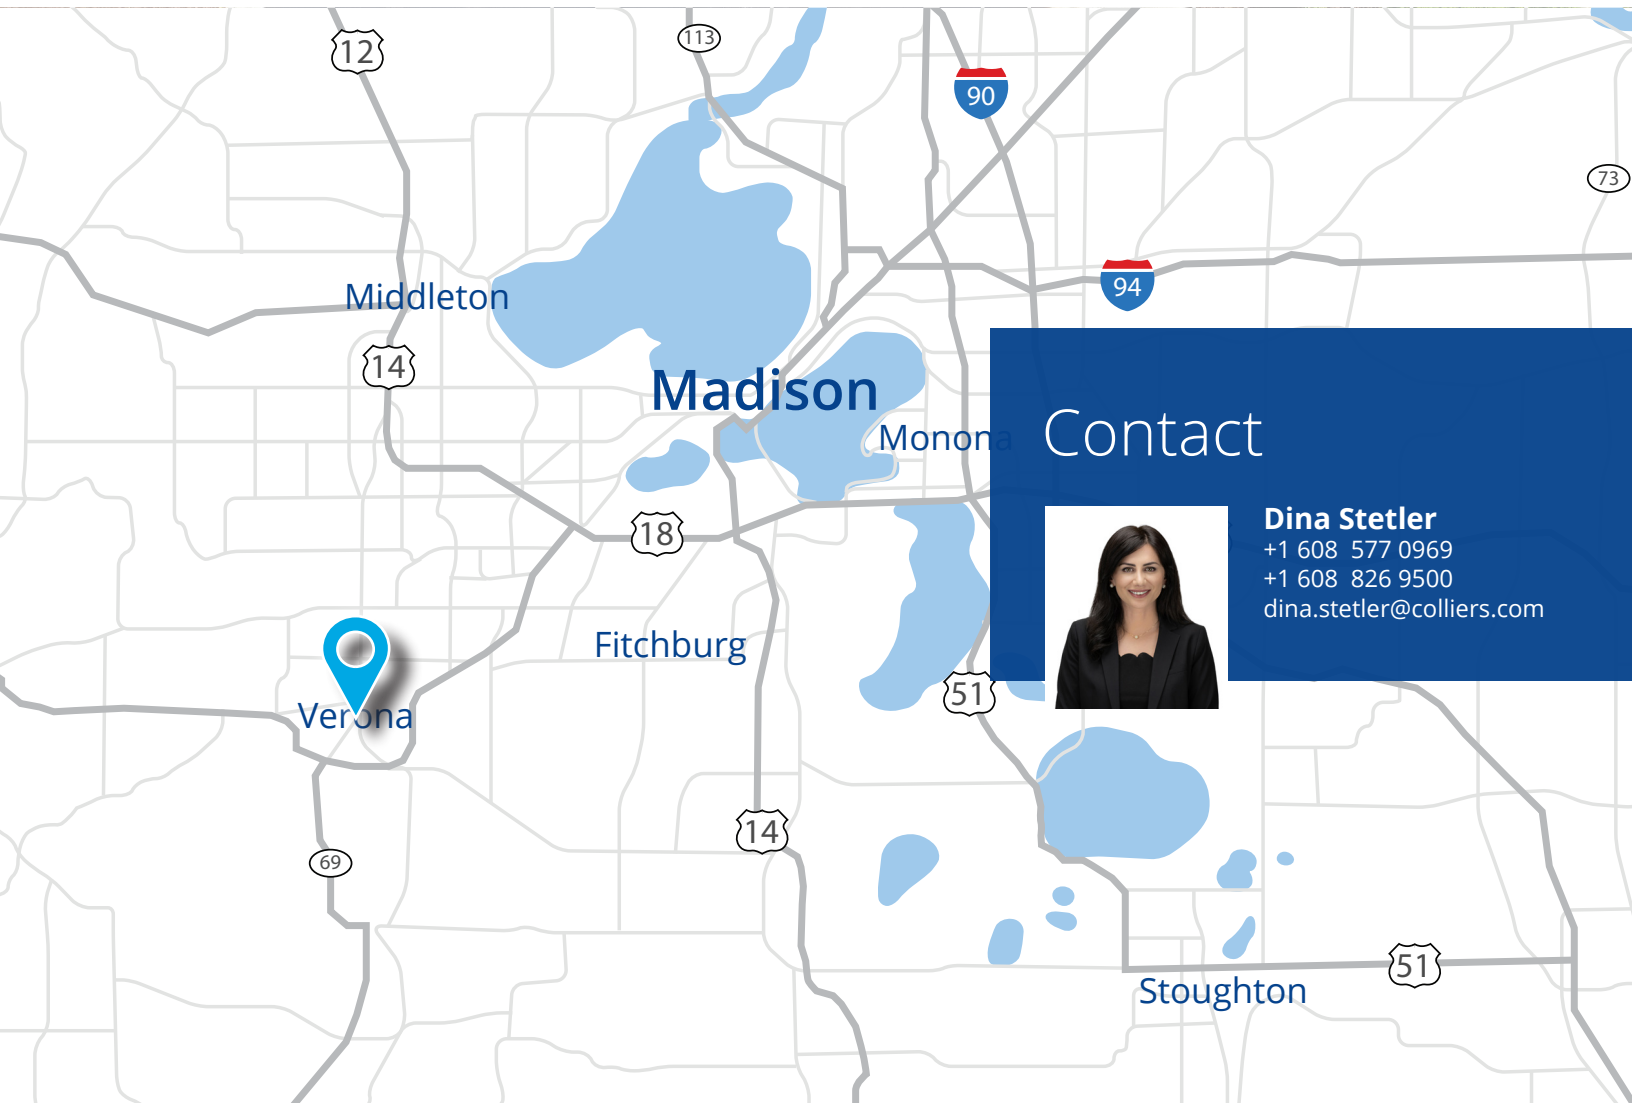 12
113
90
73
94
Middleton
14
Madison
Monona
Contact
Dina Stetler
+1 608 577 0969
+1 608 826 9500
dina.stetler@colliers.com
18
Fitchburg
51
Verona
14
69
51
Stoughton